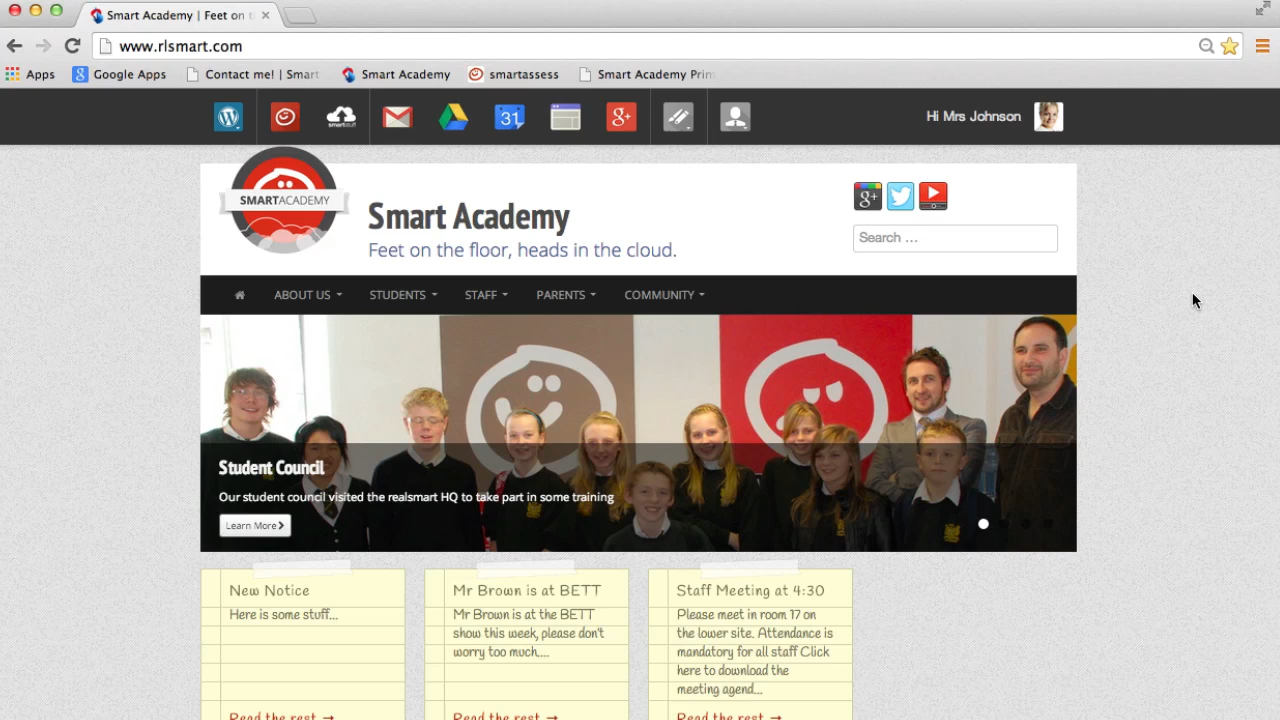 Smart Academy | Feet on t
www.rlsmart.com
Apps
Google Apps
Contact me! | Smart
Smart Academy
smartassess
Smart Academy Prim
31
g+
Hi Mrs Johnson
SMARTACADEMY
Smart Academy
Feet on the floor, heads in the cloud.
g+
Search ...
ABOUT US
STUDENTS
STAFF
PARENTS
COMMUNITY
Student Council
Our student council visited the realsmart HQ to take part in some training
Learn More
New Notice
Here is some stuff...
Read the rest →
Mr Brown is at BETT
Mr Brown is at the BETT
show this week, please don't
worry too much....
Read the rest →
Staff Meeting at 4:30
Please meet in room 17 on
the lower site. Attendance is
mandatory for all staff Click
here to download the
meeting agend...
Read the rest →